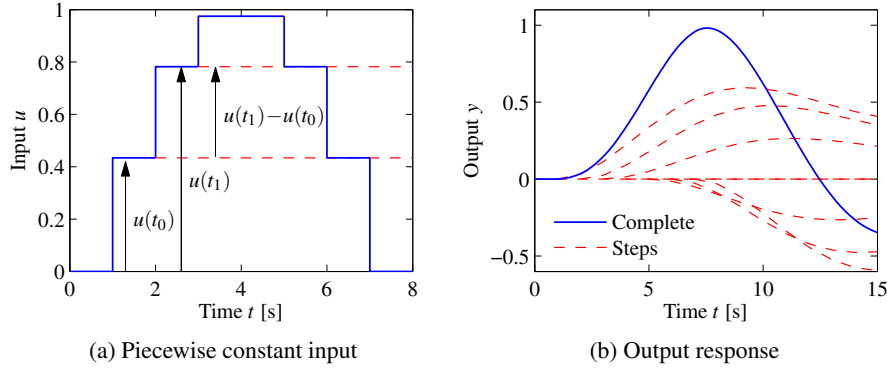 1
0.8
0.6
0.4
0.2
0
0
2
4
6
8
Input u
Time t [s]
u(t₀)
u(t₁)
u(t₁)−u(t₀)
(a) Piecewise constant input
1
0.5
0
−0.5
0
5
10
15
Output y
Time t [s]
Complete
Steps
(b) Output response